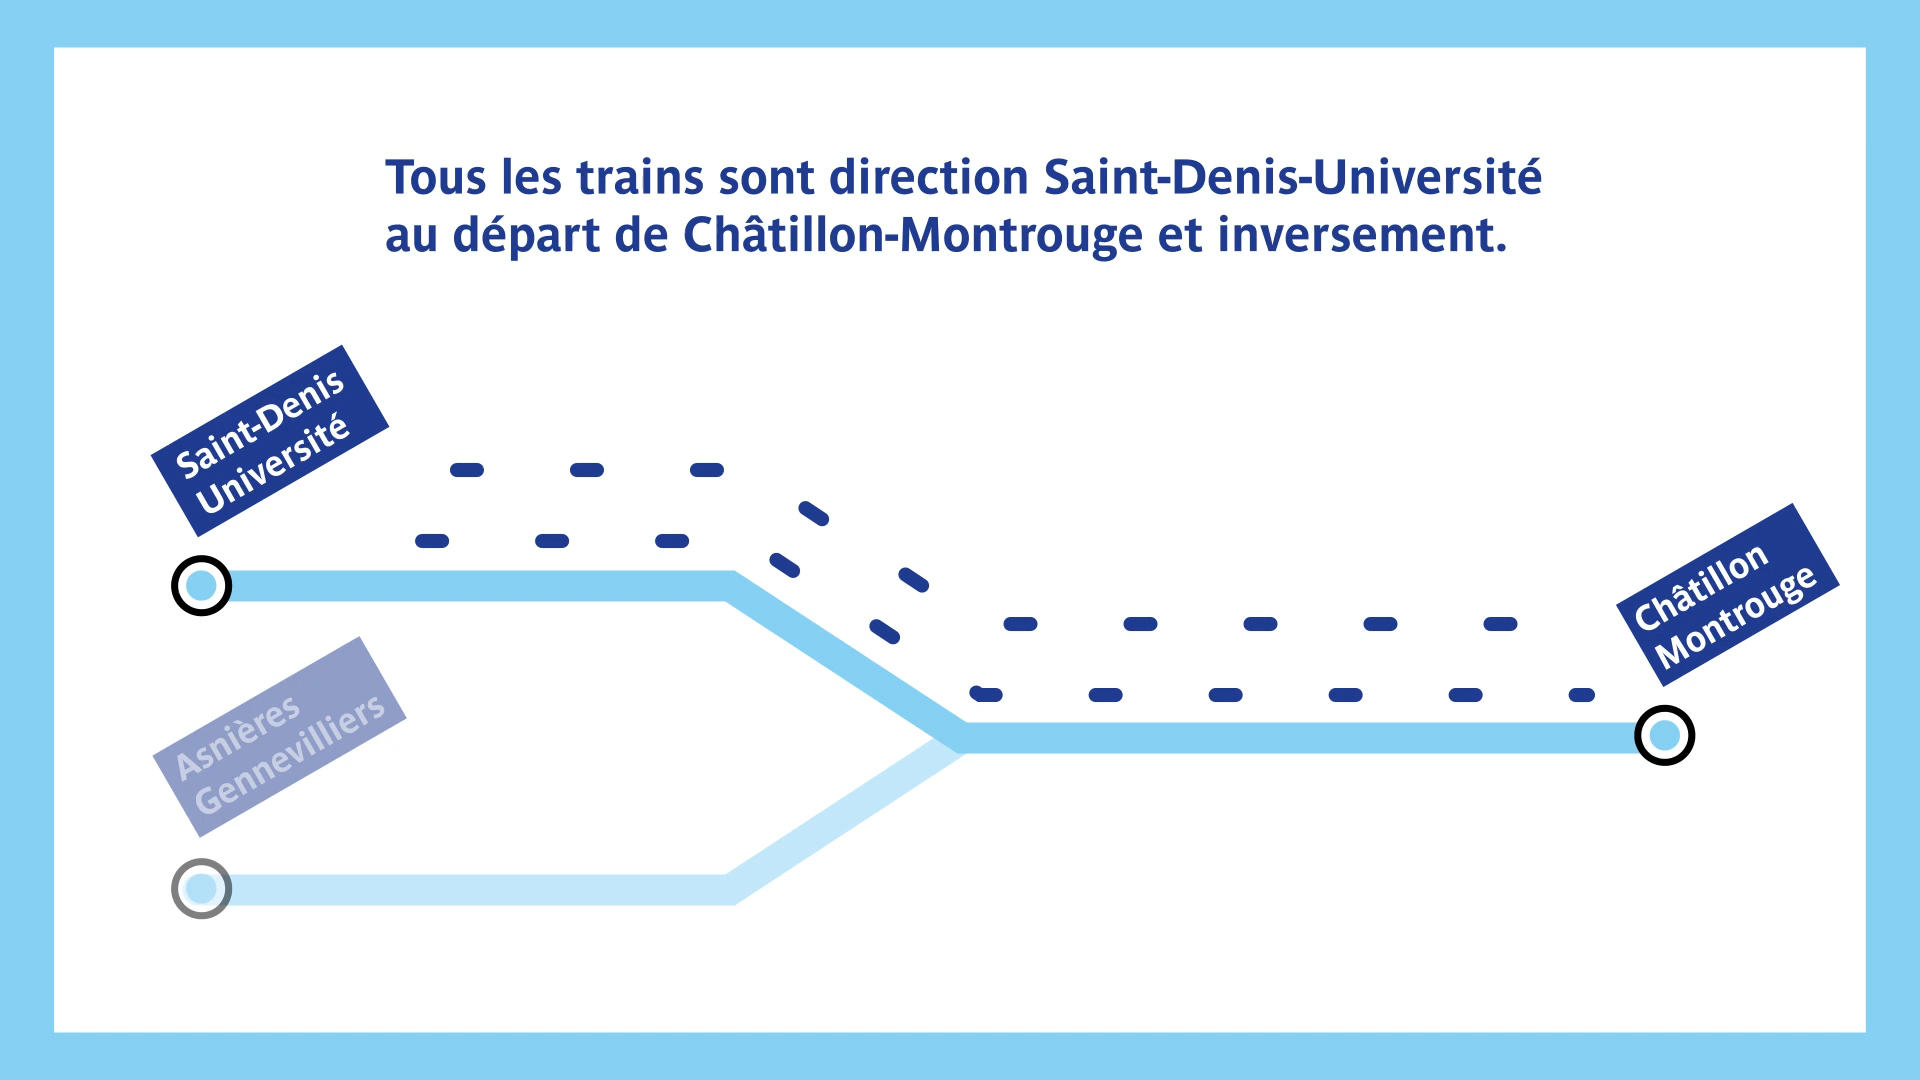 Tous les trains sont direction Saint-Denis-Université
au départ de Châtillon-Montrouge et inversement.
Saint-Denis
Université
Châtillon
Montrouge
Asnières
Gennevilliers